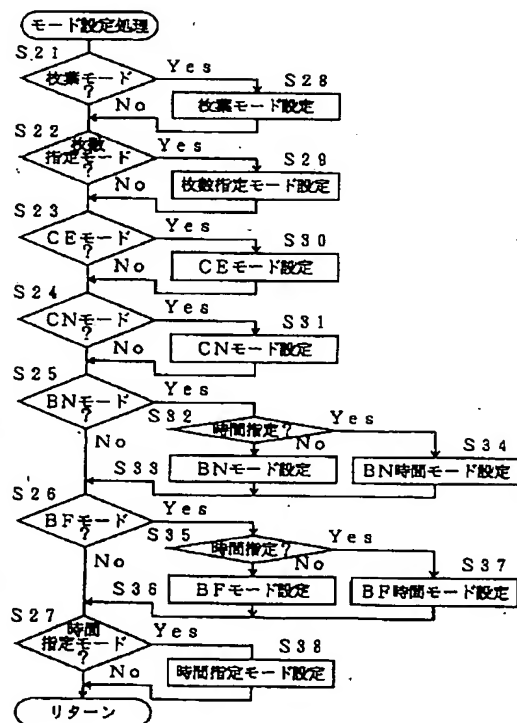 モード設定処理
S21
枚葉モード
?
Yes
No
S28
枚葉モード設定
S22
枚数
指定モード
?
Yes
No
S29
枚数指定モード設定
S23
CEモード
?
Yes
No
S30
CEモード設定
S24
CNモード
?
Yes
No
S31
CNモード設定
S25
BNモード
?
Yes
No
S32
時間指定?
Yes
No
S33
BNモード設定
S34
BN時間モード設定
S26
BFモード
?
Yes
No
S35
時間指定?
Yes
No
S36
BFモード設定
S37
BF時間モード設定
S27
時間
指定モード
?
Yes
No
S38
時間指定モード設定
リターン